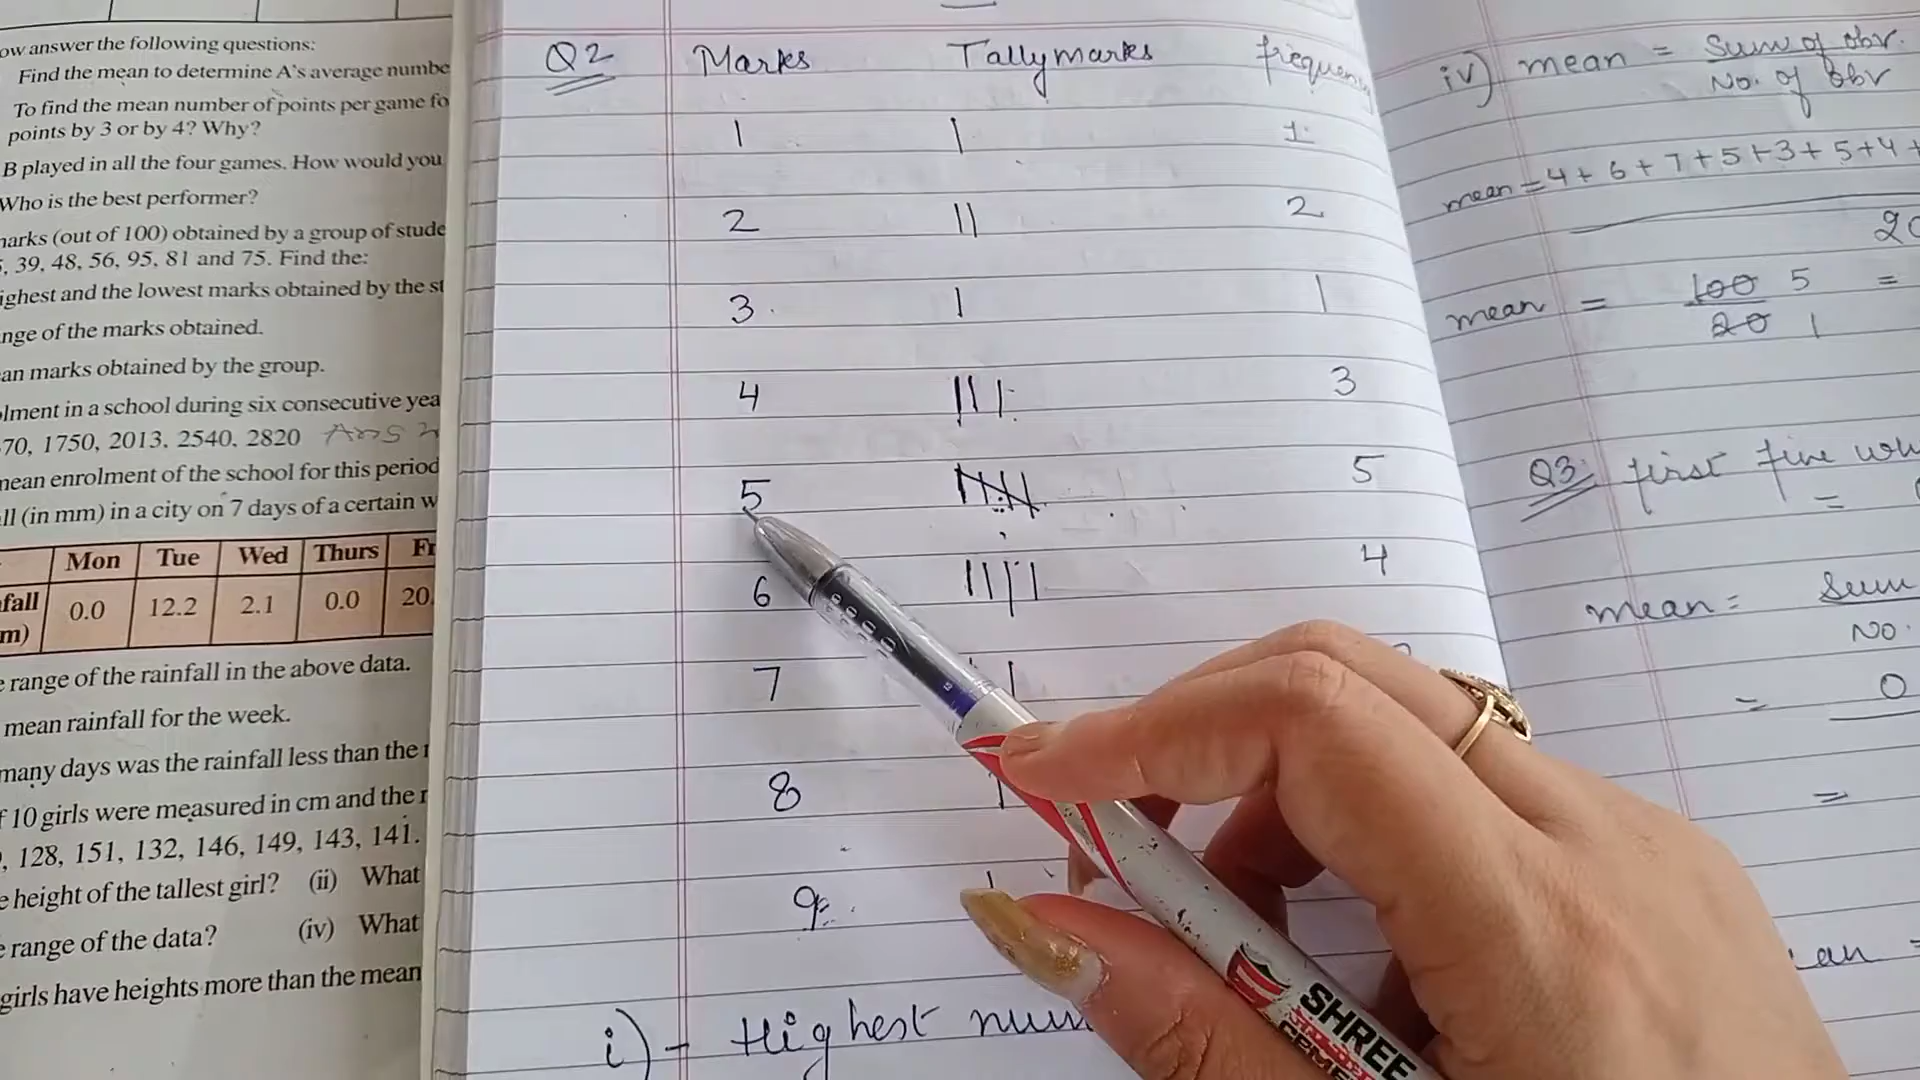 ow answer the following questions:
Find the mean to determine A's average numbe
To find the mean number of points per game fo
points by 3 or by 4? Why?
B played in all the four games. How would you
Who is the best performer?
marks (out of 100) obtained by a group of stude
, 39, 48, 56, 95, 81 and 75. Find the:
ighest and the lowest marks obtained by the st
nge of the marks obtained.
an marks obtained by the group.
lment in a school during six consecutive yea
70, 1750, 2013, 2540, 2820 Ans
mean enrolment of the school for this period
ll (in mm) in a city on 7 days of a certain w
Mon Tue Wed Thurs Fr
fall 0.0 12.2 2.1 0.0 20.
m)
e range of the rainfall in the above data.
mean rainfall for the week.
many days was the rainfall less than the
f 10 girls were measured in cm and the r
, 128, 151, 132, 146, 149, 143, 141.
e height of the tallest girl? (ii) What
e range of the data? (iv) What
girls have heights more than the mean
Q2 Marks Tallymarks frequency
1 | 1
2 || 2
3 | 1
4 ||| 3
5 5
6 |||| 4
7
8
9
i) - Highest num
SHREE
iv) mean = Sum of obv.
No. of obv
mean = 4 + 6 + 7 + 5 + 3 + 5 + 4 +
20
mean = 100 5 =
20 1
Q3. first five wh
=
mean = Sum
No.
= 0
=
an =